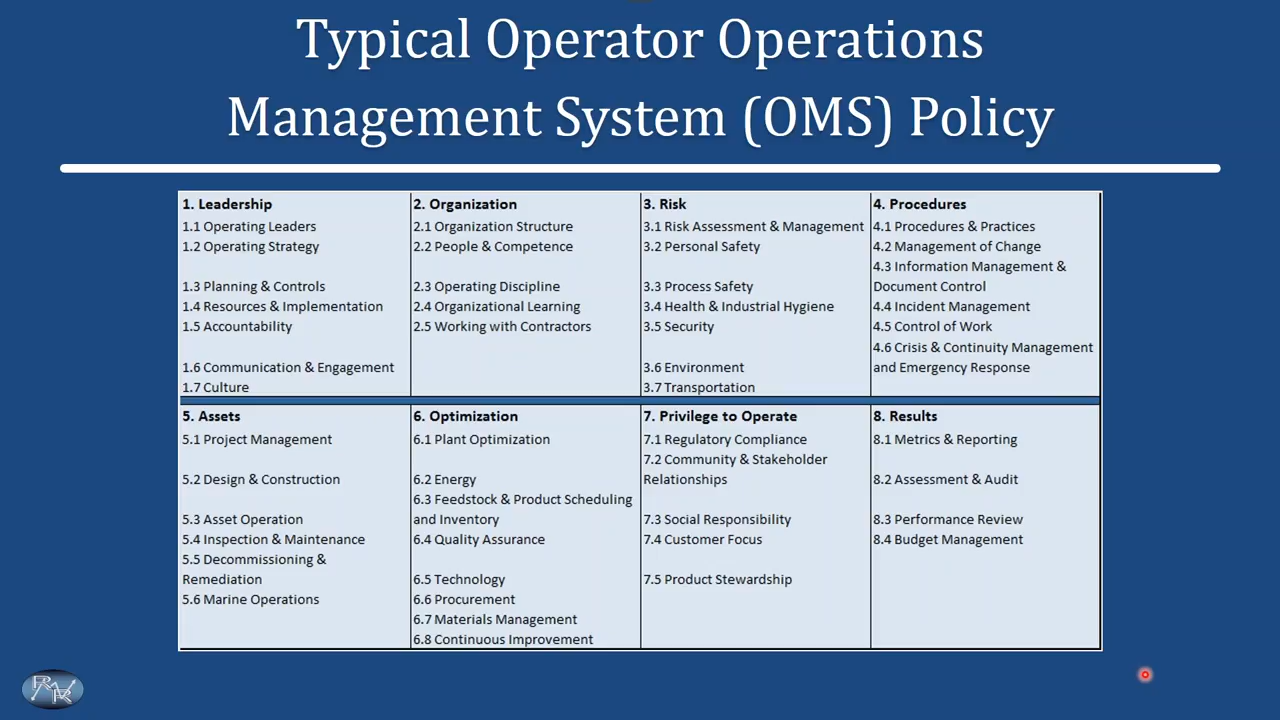 Typical Operator Operations
Management System (OMS) Policy
1. Leadership
1.1 Operating Leaders
1.2 Operating Strategy
1.3 Planning & Controls
1.4 Resources & Implementation
1.5 Accountability
1.6 Communication & Engagement
1.7 Culture
2. Organization
2.1 Organization Structure
2.2 People & Competence
2.3 Operating Discipline
2.4 Organizational Learning
2.5 Working with Contractors
3. Risk
3.1 Risk Assessment & Management
3.2 Personal Safety
3.3 Process Safety
3.4 Health & Industrial Hygiene
3.5 Security
3.6 Environment
3.7 Transportation
4. Procedures
4.1 Procedures & Practices
4.2 Management of Change
4.3 Information Management &
Document Control
4.4 Incident Management
4.5 Control of Work
4.6 Crisis & Continuity Management
and Emergency Response
5. Assets
5.1 Project Management
5.2 Design & Construction
5.3 Asset Operation
5.4 Inspection & Maintenance
5.5 Decommissioning &
Remediation
5.6 Marine Operations
6. Optimization
6.1 Plant Optimization
6.2 Energy
6.3 Feedstock & Product Scheduling
and Inventory
6.4 Quality Assurance
6.5 Technology
6.6 Procurement
6.7 Materials Management
6.8 Continuous Improvement
7. Privilege to Operate
7.1 Regulatory Compliance
7.2 Community & Stakeholder
Relationships
7.3 Social Responsibility
7.4 Customer Focus
7.5 Product Stewardship
8. Results
8.1 Metrics & Reporting
8.2 Assessment & Audit
8.3 Performance Review
8.4 Budget Management
RR